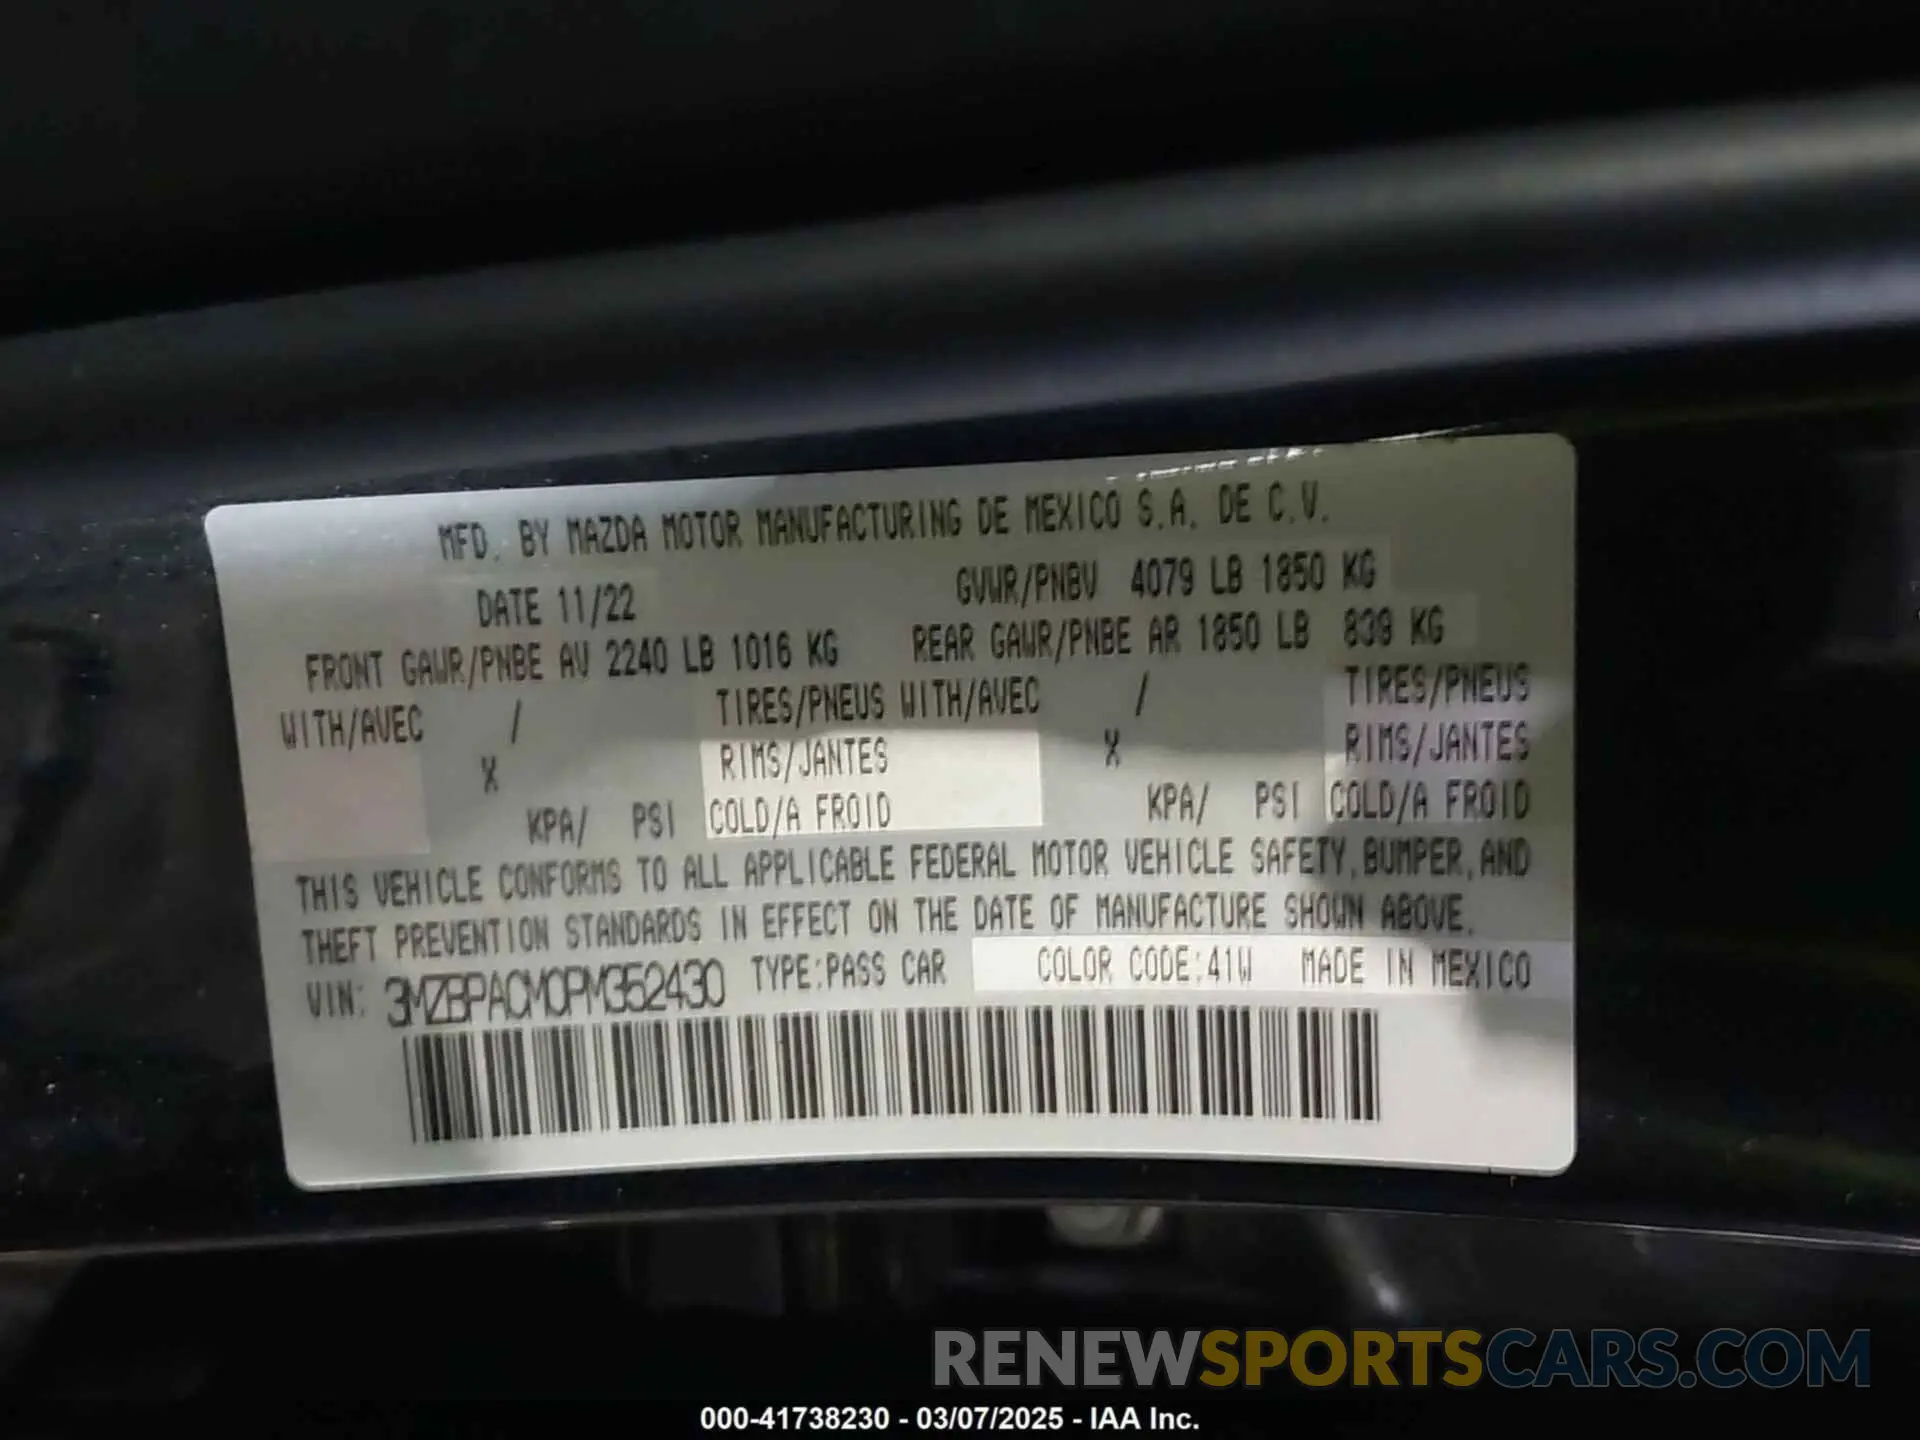 MFD. BY MAZDA MOTOR MANUFACTURING DE MEXICO S.A. DE C.V.
DATE 11/22 GVWR/PNBV 4079 LB 1850 KG
FRONT GAWR/PNBE AV 2240 LB 1016 KG REAR GAWR/PNBE AR 1850 LB 839 KG
WITH/AVEC / TIRES/PNEUS WITH/AVEC / TIRES/PNEUS
X RIMS/JANTES X RIMS/JANTES
KPA/ PSI COLD/A FROID KPA/ PSI COLD/A FROID
THIS VEHICLE CONFORMS TO ALL APPLICABLE FEDERAL MOTOR VEHICLE SAFETY,BUMPER,AND
THEFT PREVENTION STANDARDS IN EFFECT ON THE DATE OF MANUFACTURE SHOWN ABOVE.
VIN: 3MZBPACM0PM352430 TYPE:PASS CAR COLOR CODE:41W MADE IN MEXICO
RENEWSPORTSCARS.COM
000-41738230 - 03/07/2025 - IAA Inc.